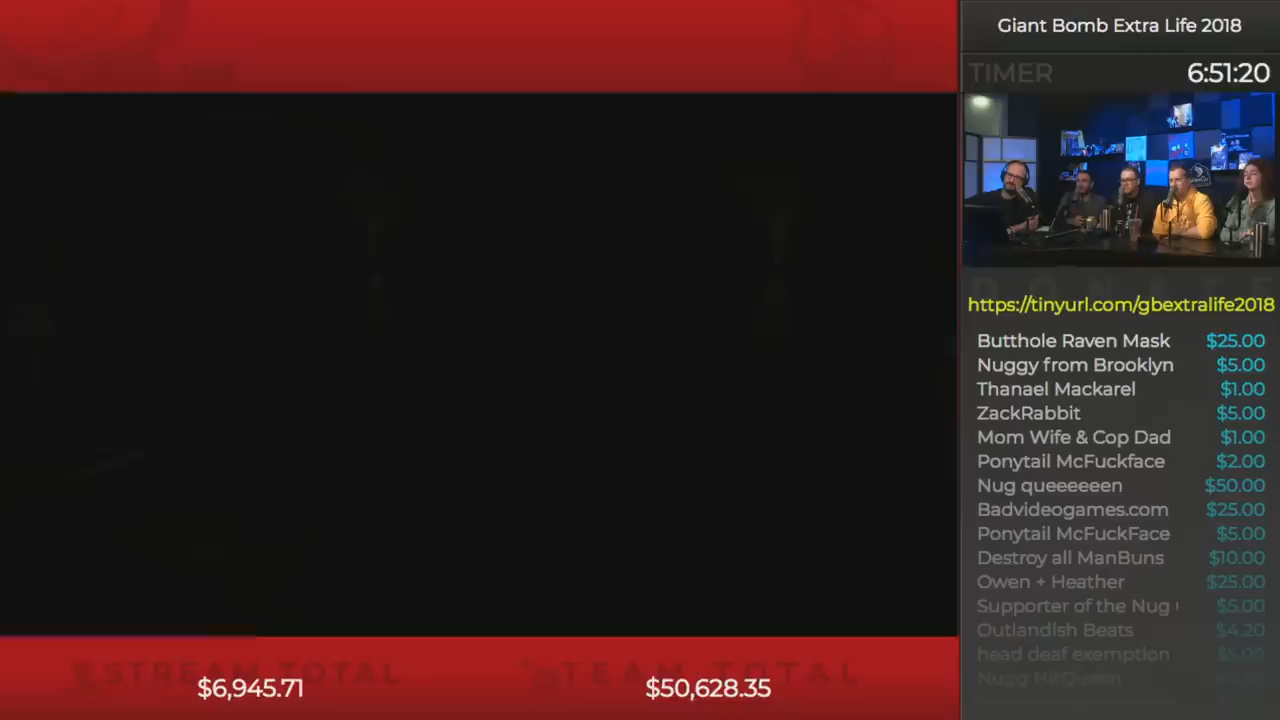 Giant Bomb Extra Life 2018
TIMER 6:51:20
DONATE
https://tinyurl.com/gbextralife2018
Butthole Raven Mask $25.00
Nuggy from Brooklyn $5.00
Thanael Mackarel $1.00
ZackRabbit $5.00
Mom Wife & Cop Dad $1.00
Ponytail McFuckface $2.00
Nug queeeeeen $50.00
Badvideogames.com $25.00
Ponytail McFuckFace $5.00
Destroy all ManBuns $10.00
Owen + Heather $25.00
Supporter of the Nug $5.00
Outlandish Beats $4.20
head deaf exemption $5.00
Nugg HitQueen
STREAM TOTAL
$6,945.71
TEAM TOTAL
$50,628.35